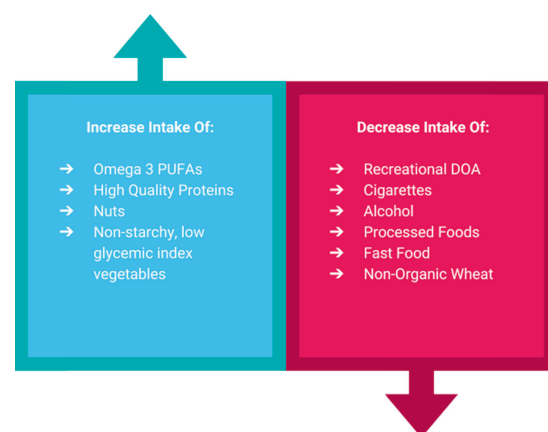 Increase Intake Of:
➔ Omega 3 PUFAs
➔ High Quality Proteins
➔ Nuts
➔ Non-starchy, low
glycemic index
vegetables
Decrease Intake Of:
➔ Recreational DOA
➔ Cigarettes
➔ Alcohol
➔ Processed Foods
➔ Fast Food
➔ Non-Organic Wheat